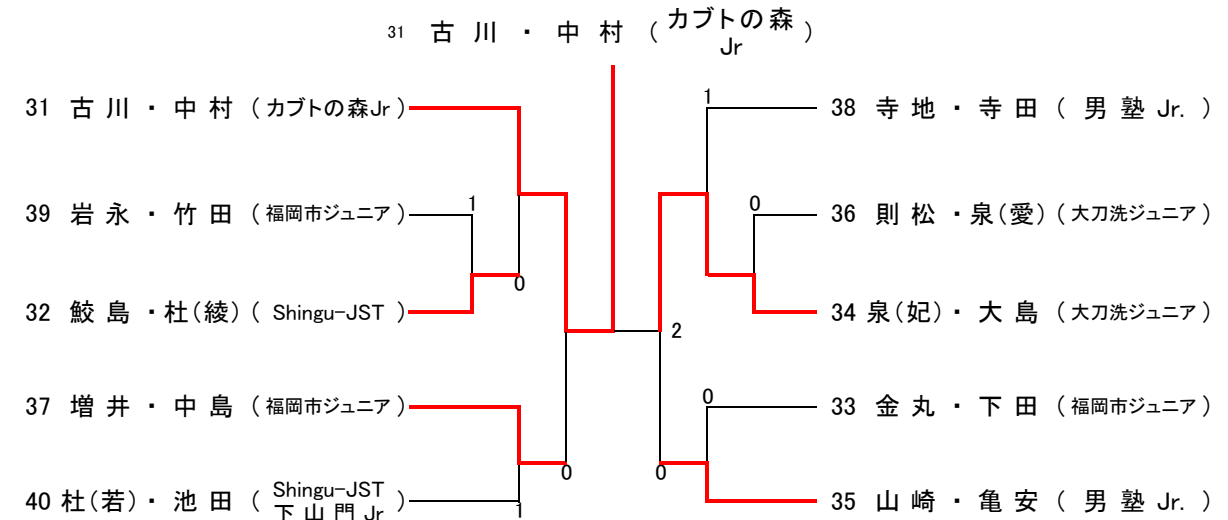 31 古川・中村(カブトの森
Jr)
31 古川・中村(カブトの森Jr)
39 岩永・竹田(福岡市ジュニア)
1
32 鮫島・杜(綾)(Shingu-JST)
0
37 増井・中島(福岡市ジュニア)
0
40 杜(若)・池田(Shingu-JST
下山門Jr)
1
1
38 寺地・寺田(男塾Jr.)
0
36 則松・泉(愛)(大刀洗ジュニア)
34 泉(妃)・大島(大刀洗ジュニア)
2
0
33 金丸・下田(福岡市ジュニア)
0
35 山崎・亀安(男塾Jr.)